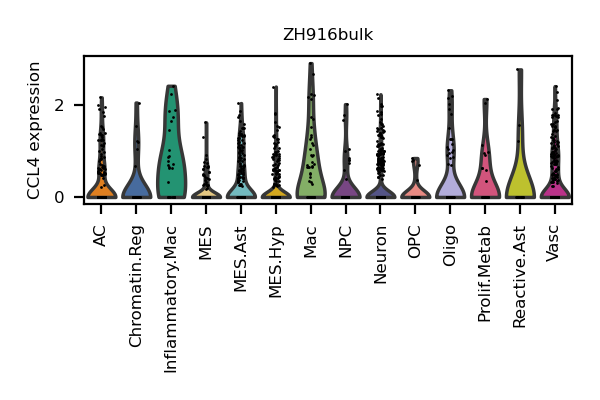 ZH916bulk
CCL4 expression
2
0
AC
Chromatin.Reg
Inflammatory.Mac
MES
MES.Ast
MES.Hyp
Mac
NPC
Neuron
OPC
Oligo
Prolif.Metab
Reactive.Ast
Vasc